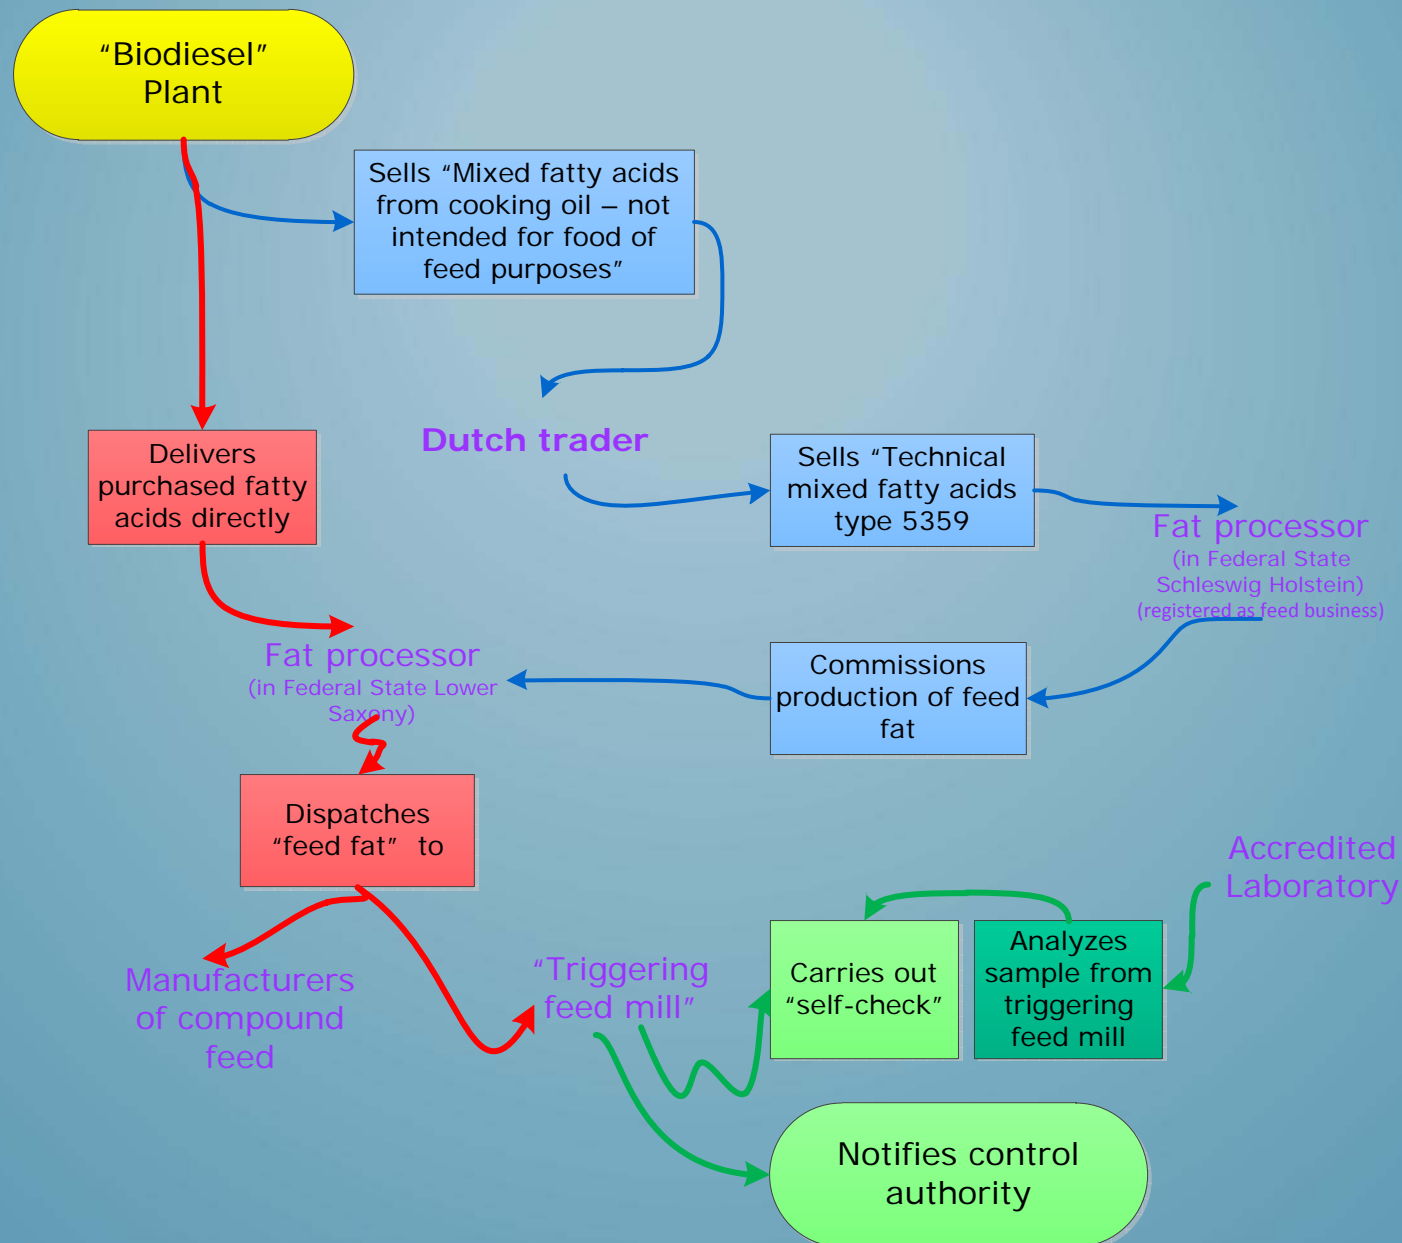 “Biodiesel”
Plant
Sells “Mixed fatty acids
from cooking oil – not
intended for food of
feed purposes”
Delivers
purchased fatty
acids directly
Dutch trader
Sells “Technical
mixed fatty acids
type 5359
Fat processor
(in Federal State
Schleswig Holstein)
(registered as feed business)
Fat processor
(in Federal State Lower
Saxony)
Commissions
production of feed
fat
Dispatches
“feed fat” to
Accredited
Laboratory
Manufacturers
of compound
feed
“Triggering
feed mill”
Carries out
“self-check”
Analyzes
sample from
triggering
feed mill
Notifies control
authority